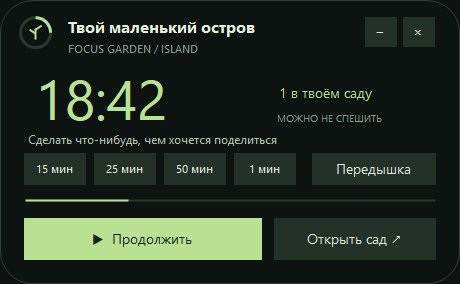 Твой маленький остров
FOCUS GARDEN / ISLAND
− ×
18:42
1 в твоём саду
МОЖНО НЕ СПЕШИТЬ
Сделать что-нибудь, чем хочется поделиться
15 мин 25 мин 50 мин 1 мин Передышка
▶ Продолжить Открыть сад ↗